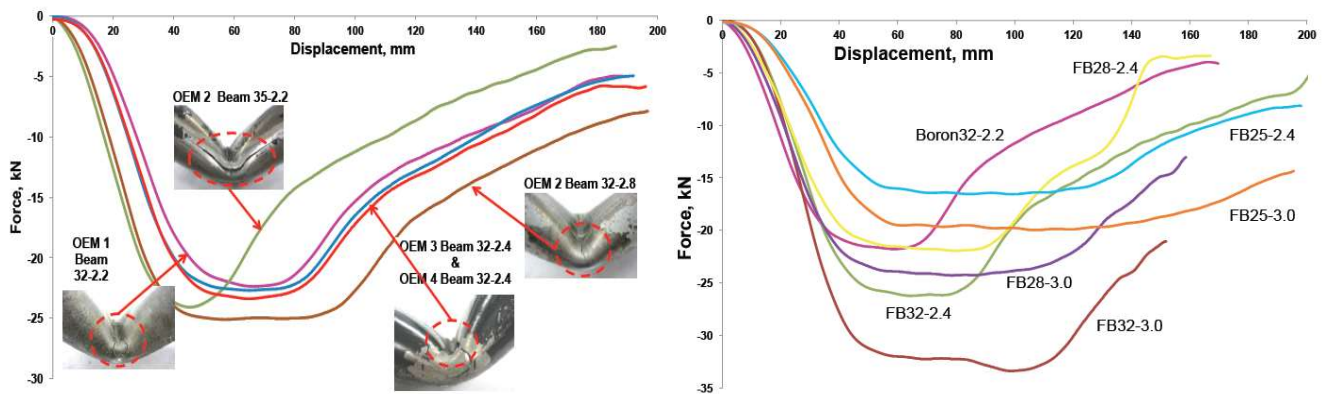 0
20
40
60
80
100
120
140
160
180
200
Displacement, mm
0
-5
-10
-15
-20
-25
-30
Force, kN
OEM 2 Beam 35-2.2
OEM 1
Beam
32-2.2
OEM 2 Beam 32-2.8
OEM 3 Beam 32-2.4
&
OEM 4 Beam 32-2.4
0
20
40
60
80
100
120
140
160
180
200
Displacement, mm
0
-5
-10
-15
-20
-25
-30
-35
Force, kN
FB28-2.4
Boron32-2.2
FB25-2.4
FB25-3.0
FB28-3.0
FB32-2.4
FB32-3.0